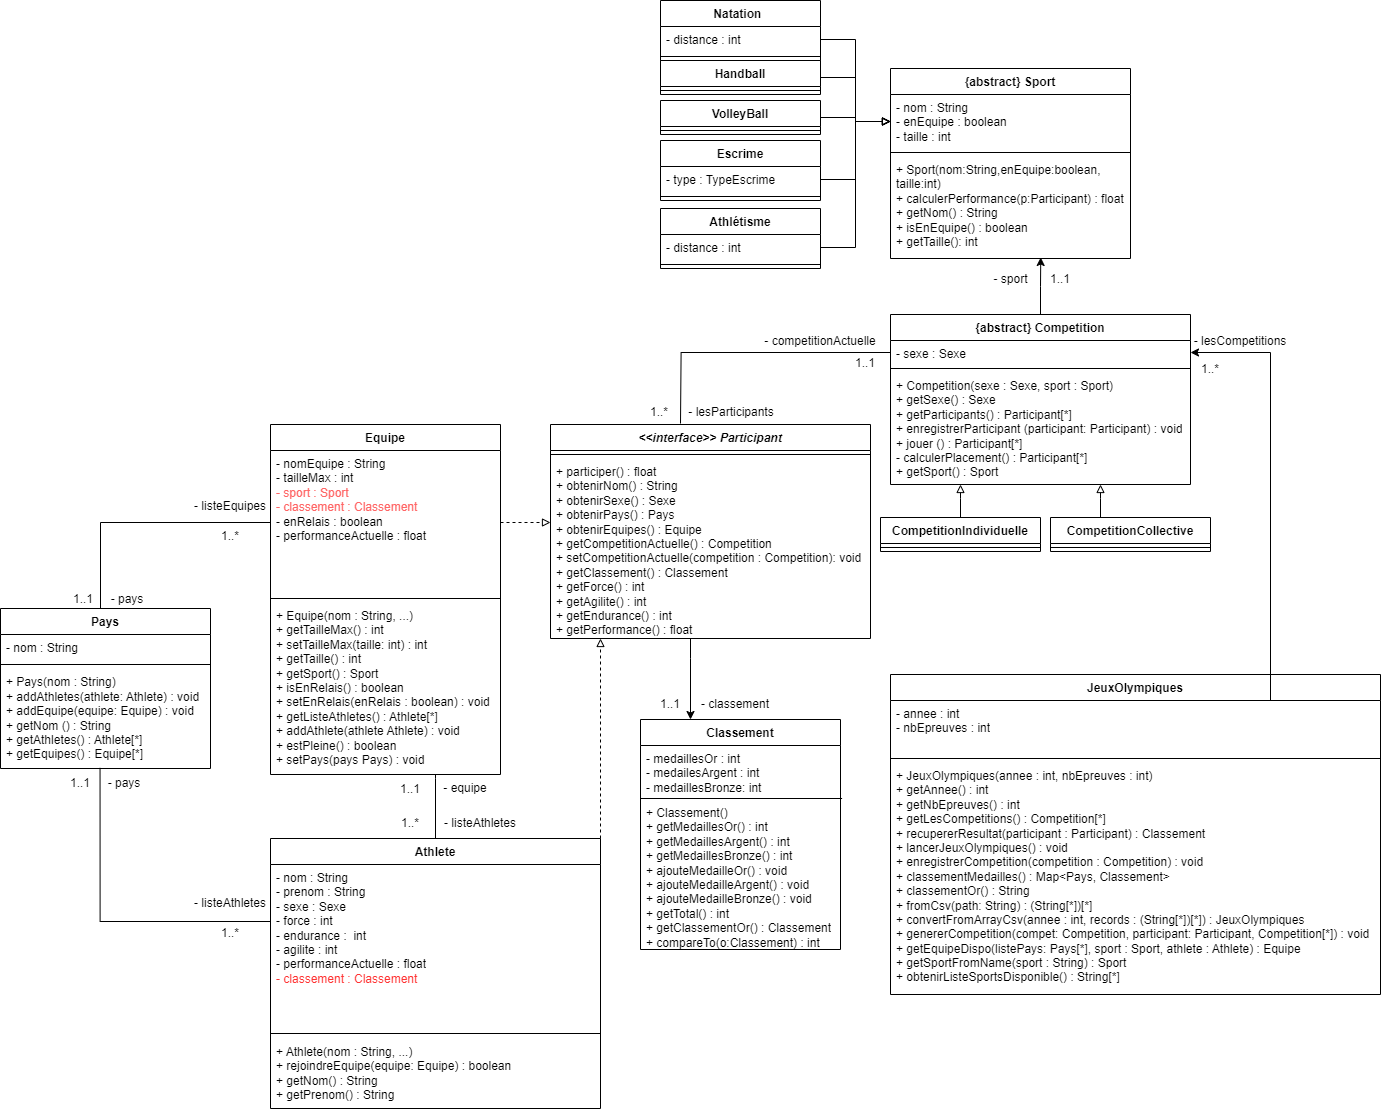 Natation
- distance : int
Handball
VolleyBall
Escrime
- type : TypeEscrime
Athlétisme
- distance : int
{abstract} Sport
- nom : String
- enEquipe : boolean
- taille : int
+ Sport(nom:String,enEquipe:boolean,
taille:int)
+ calculerPerformance(p:Participant) : float
+ getNom() : String
+ isEnEquipe() : boolean
+ getTaille(): int
- sport
1..1
{abstract} Competition
- sexe : Sexe
+ Competition(sexe : Sexe, sport : Sport)
+ getSexe() : Sexe
+ getParticipants() : Participant[*]
+ enregistrerParticipant (participant: Participant) : void
+ jouer () : Participant[*]
- calculerPlacement() : Participant[*]
+ getSport() : Sport
- competitionActuelle
1..1
- lesCompetitions
1..*
1..*
- lesParticipants
CompetitionIndividuelle
CompetitionCollective
Equipe
- nomEquipe : String
- tailleMax : int
- sport : Sport
- classement : Classement
- enRelais : boolean
- performanceActuelle : float
+ Equipe(nom : String, ...)
+ getTailleMax() : int
+ setTailleMax(taille: int) : int
+ getTaille() : int
+ getSport() : Sport
+ isEnRelais() : boolean
+ setEnRelais(enRelais : boolean) : void
+ getListeAthletes() : Athlete[*]
+ addAthlete(athlete Athlete) : void
+ estPleine() : boolean
+ setPays(pays Pays) : void
<<interface>> Participant
+ participer() : float
+ obtenirNom() : String
+ obtenirSexe() : Sexe
+ obtenirPays() : Pays
+ obtenirEquipes() : Equipe
+ getCompetitionActuelle() : Competition
+ setCompetitionActuelle(competition : Competition): void
+ getClassement() : Classement
+ getForce() : int
+ getAgilite() : int
+ getEndurance() : int
+ getPerformance() : float
- listeEquipes
1..*
1..1
- pays
Pays
- nom : String
+ Pays(nom : String)
+ addAthletes(athlete: Athlete) : void
+ addEquipe(equipe: Equipe) : void
+ getNom () : String
+ getAthletes() : Athlete[*]
+ getEquipes() : Equipe[*]
1..1
- pays
1..1
- equipe
1..*
- listeAthletes
- listeAthletes
1..*
1..1
- classement
Classement
- medaillesOr : int
- medailesArgent : int
- medaillesBronze: int
+ Classement()
+ getMedaillesOr() : int
+ getMedaillesArgent() : int
+ getMedaillesBronze() : int
+ ajouteMedailleOr() : void
+ ajouteMedailleArgent() : void
+ ajouteMedailleBronze() : void
+ getTotal() : int
+ getClassementOr() : Classement
+ compareTo(o:Classement) : int
Athlete
- nom : String
- prenom : String
- sexe : Sexe
- force : int
- endurance :  int
- agilite : int
- performanceActuelle : float
- classement : Classement
+ Athlete(nom : String, ...)
+ rejoindreEquipe(equipe: Equipe) : boolean
+ getNom() : String
+ getPrenom() : String
JeuxOlympiques
- annee : int
- nbEpreuves : int
+ JeuxOlympiques(annee : int, nbEpreuves : int)
+ getAnnee() : int
+ getNbEpreuves() : int
+ getLesCompetitions() : Competition[*]
+ recupererResultat(participant : Participant) : Classement
+ lancerJeuxOlympiques() : void
+ enregistrerCompetition(competition : Competition) : void
+ classementMedailles() : Map<Pays, Classement>
+ classementOr() : String
+ fromCsv(path: String) : (String[*])[*]
+ convertFromArrayCsv(annee : int, records : (String[*])[*]) : JeuxOlympiques
+ genererCompetition(compet: Competition, participant: Participant, Competition[*]) : void
+ getEquipeDispo(listePays: Pays[*], sport : Sport, athlete : Athlete) : Equipe
+ getSportFromName(sport : String) : Sport
+ obtenirListeSportsDisponible() : String[*]